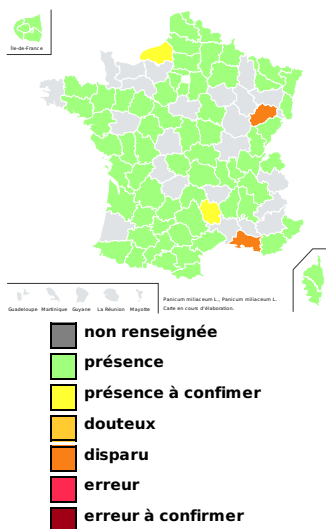 Île-de-France
Guadeloupe Martinique Guyane La Réunion Mayotte
Panicum miliaceum L., Panicum miliaceum L.
Carte en cours d'élaboration.
non renseignée
présence
présence à confimer
douteux
disparu
erreur
erreur à confirmer